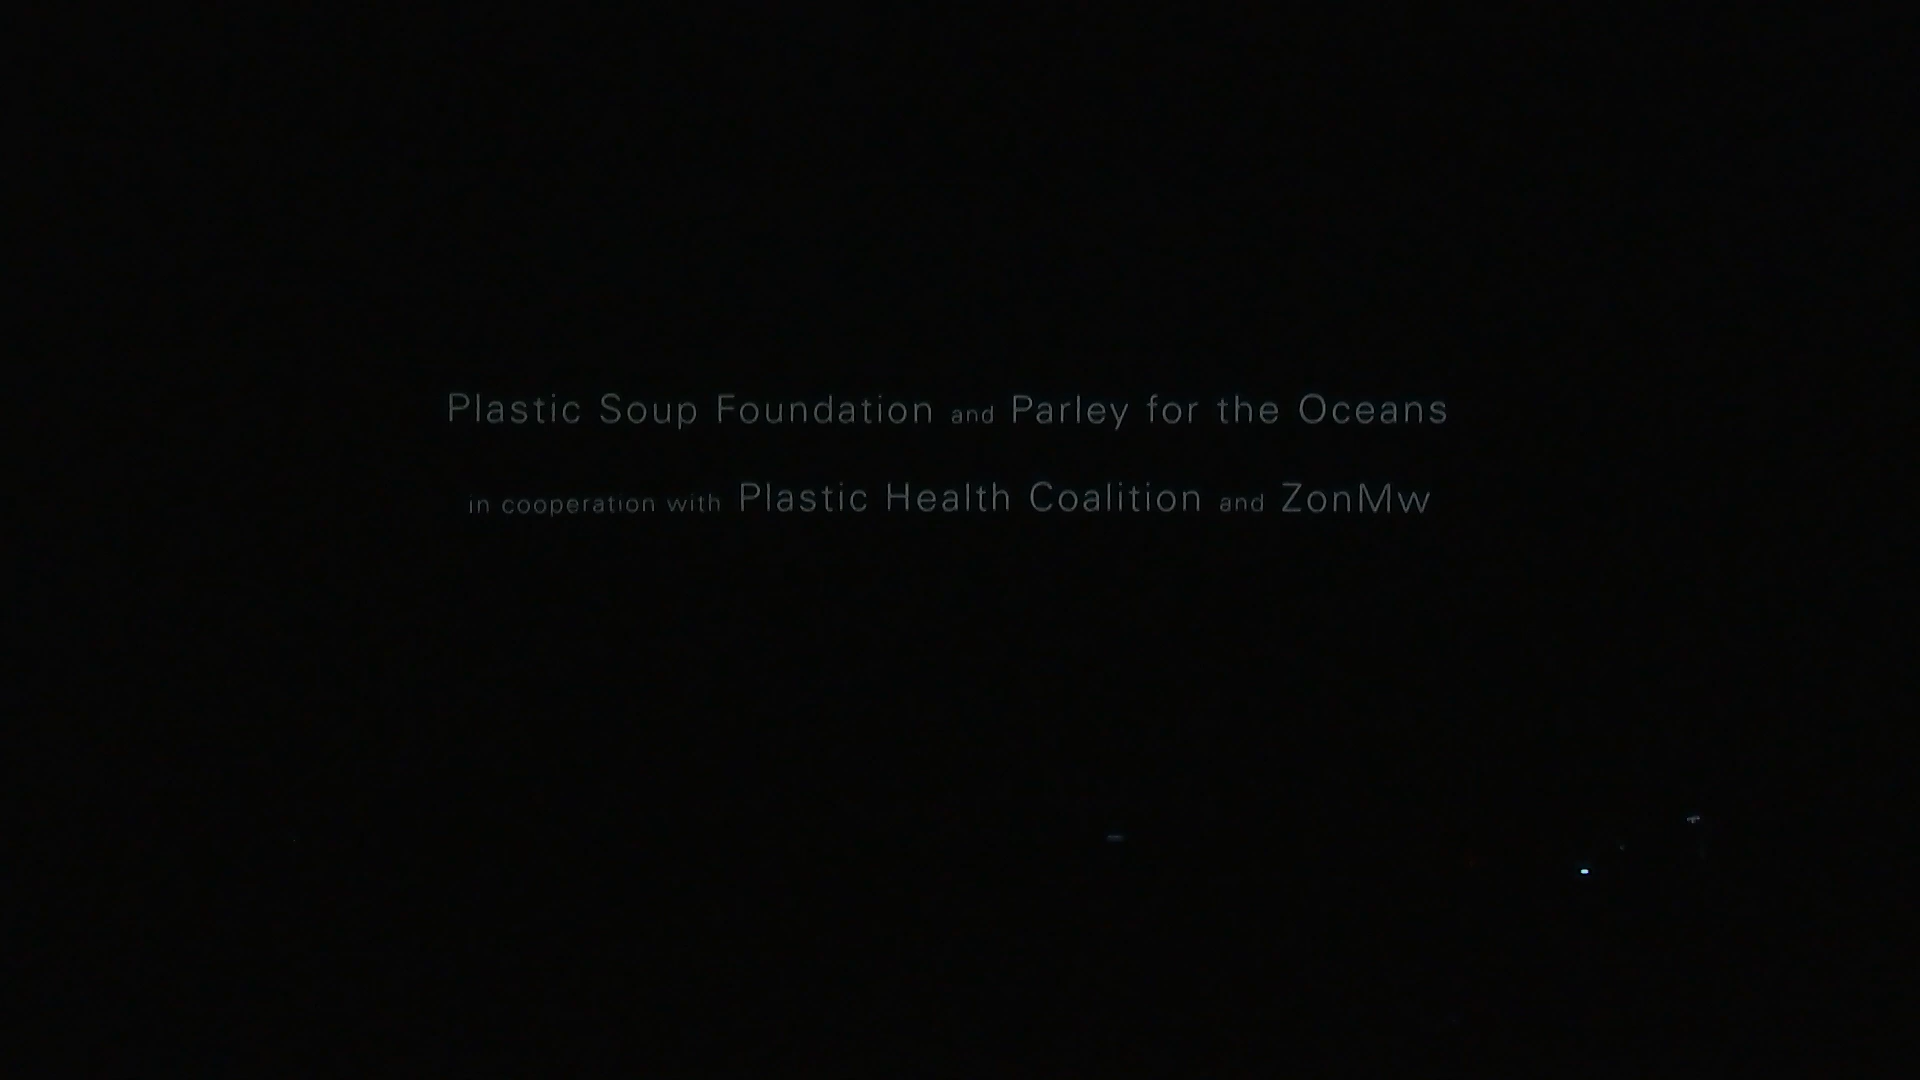 Plastic Soup Foundation and Parley for the Oceans
in cooperation with Plastic Health Coalition and ZonMw